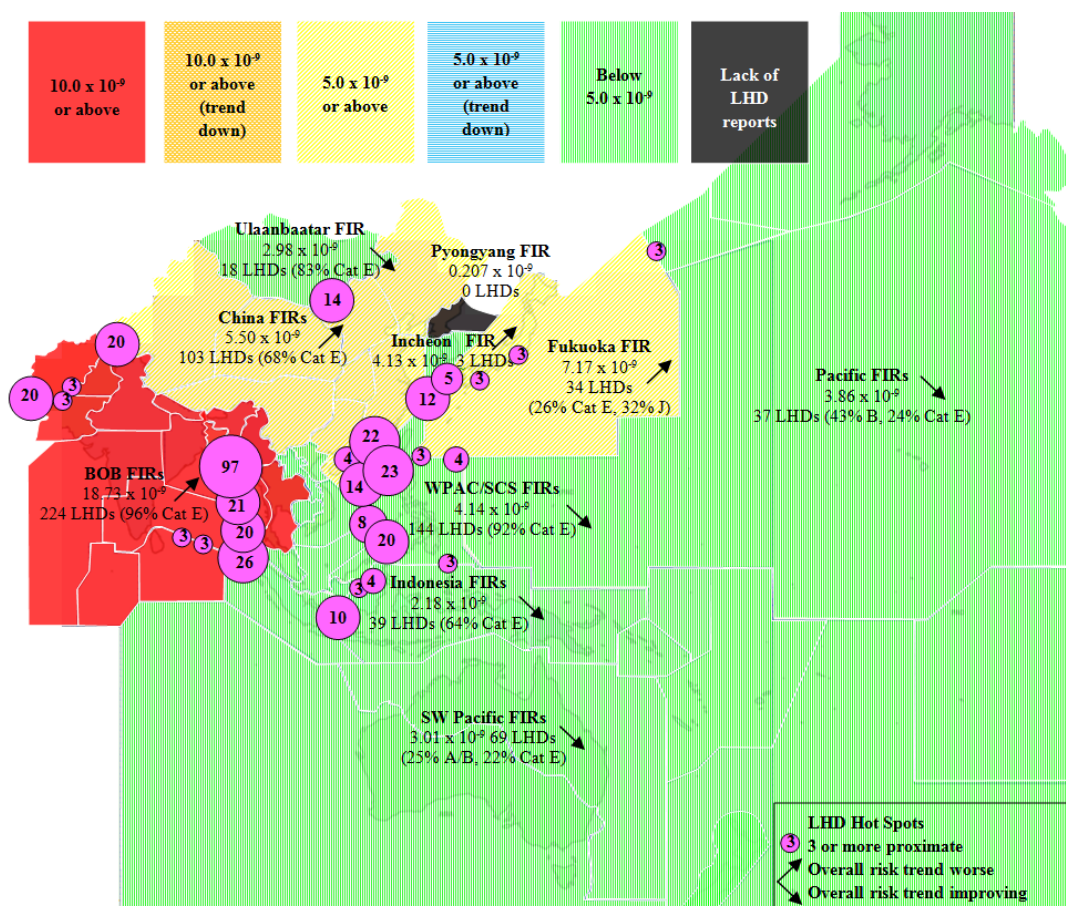 10.0 x 10⁻⁹
or above
10.0 x 10⁻⁹
or above
(trend
down)
5.0 x 10⁻⁹
or above
5.0 x 10⁻⁹
or above
(trend
down)
Below
5.0 x 10⁻⁹
Lack of
LHD
reports
Ulaanbaatar FIR
2.98 x 10⁻⁹
18 LHDs (83% Cat E)
Pyongyang FIR
0.207 x 10⁻⁹
0 LHDs
3
14
China FIRs
5.50 x 10⁻⁹
103 LHDs (68% Cat E)
Incheon FIR
4.13 x 10⁻⁹ 3 LHDs
3
Fukuoka FIR
7.17 x 10⁻⁹
34 LHDs
(26% Cat E, 32% J)
Pacific FIRs
3.86 x 10⁻⁹
37 LHDs (43% B, 24% Cat E)
20
20
3
3
5
3
12
22
4
23
3
4
14
97
BOB FIRs
18.73 x 10⁻⁹
224 LHDs (96% Cat E)
21
20
3
3
26
WPAC/SCS FIRs
4.14 x 10⁻⁹
144 LHDs (92% Cat E)
8
20
3
4
3
10
Indonesia FIRs
2.18 x 10⁻⁹
39 LHDs (64% Cat E)
SW Pacific FIRs
3.01 x 10⁻⁹ 69 LHDs
(25% A/B, 22% Cat E)
LHD Hot Spots
3
3 or more proximate
Overall risk trend worse
Overall risk trend improving